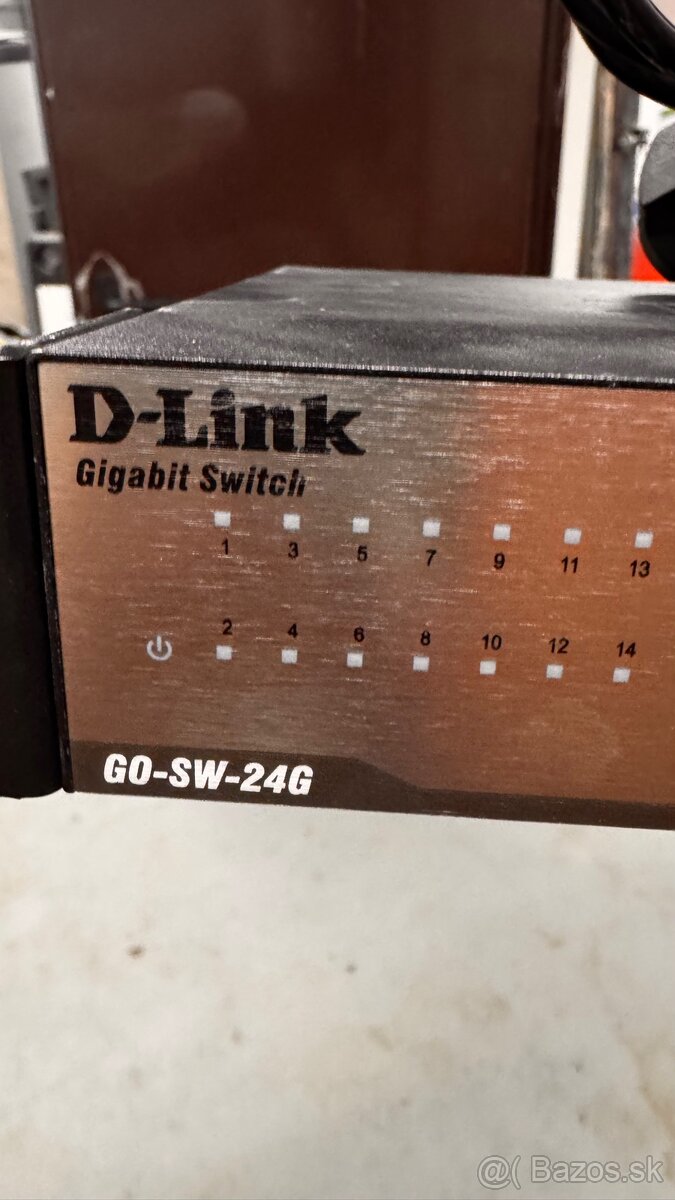 D-Link
Gigabit Switch
1 3 5 7 9 11 13
2 4 6 8 10 12 14
GO-SW-24G
@( Bazos.sk